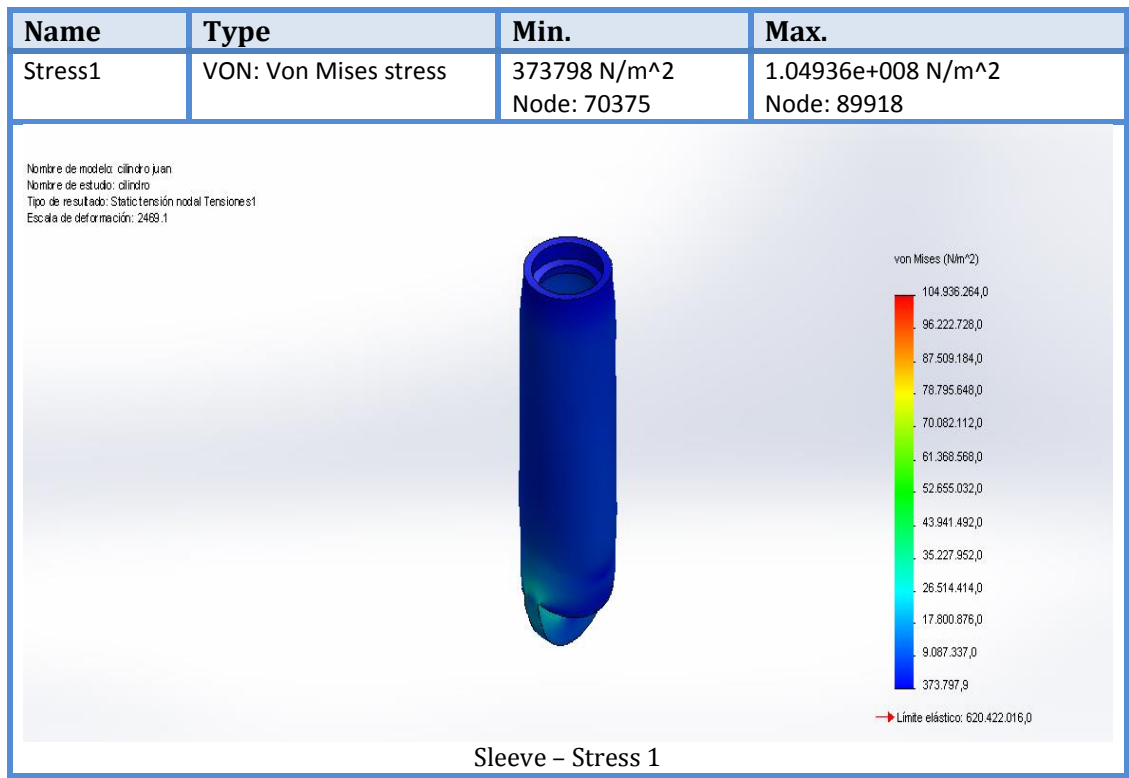 Name Type Min. Max.
Stress1 VON: Von Mises stress 373798 N/m^2 1.04936e+008 N/m^2
Node: 70375 Node: 89918
Nombre de modelo: cilindro juan
Nombre de estudio: cilindro
Tipo de resultado: Static tensión nodal Tensiones1
Escala de deformación: 2469.1
von Mises (N/m^2)
104.936.264,0
96.222.728,0
87.509.184,0
78.795.648,0
70.082.112,0
61.368.568,0
52.655.032,0
43.941.492,0
35.227.952,0
26.514.414,0
17.800.876,0
9.087.337,0
373.797,9
Límite elástico: 620.422.016,0
Sleeve – Stress 1